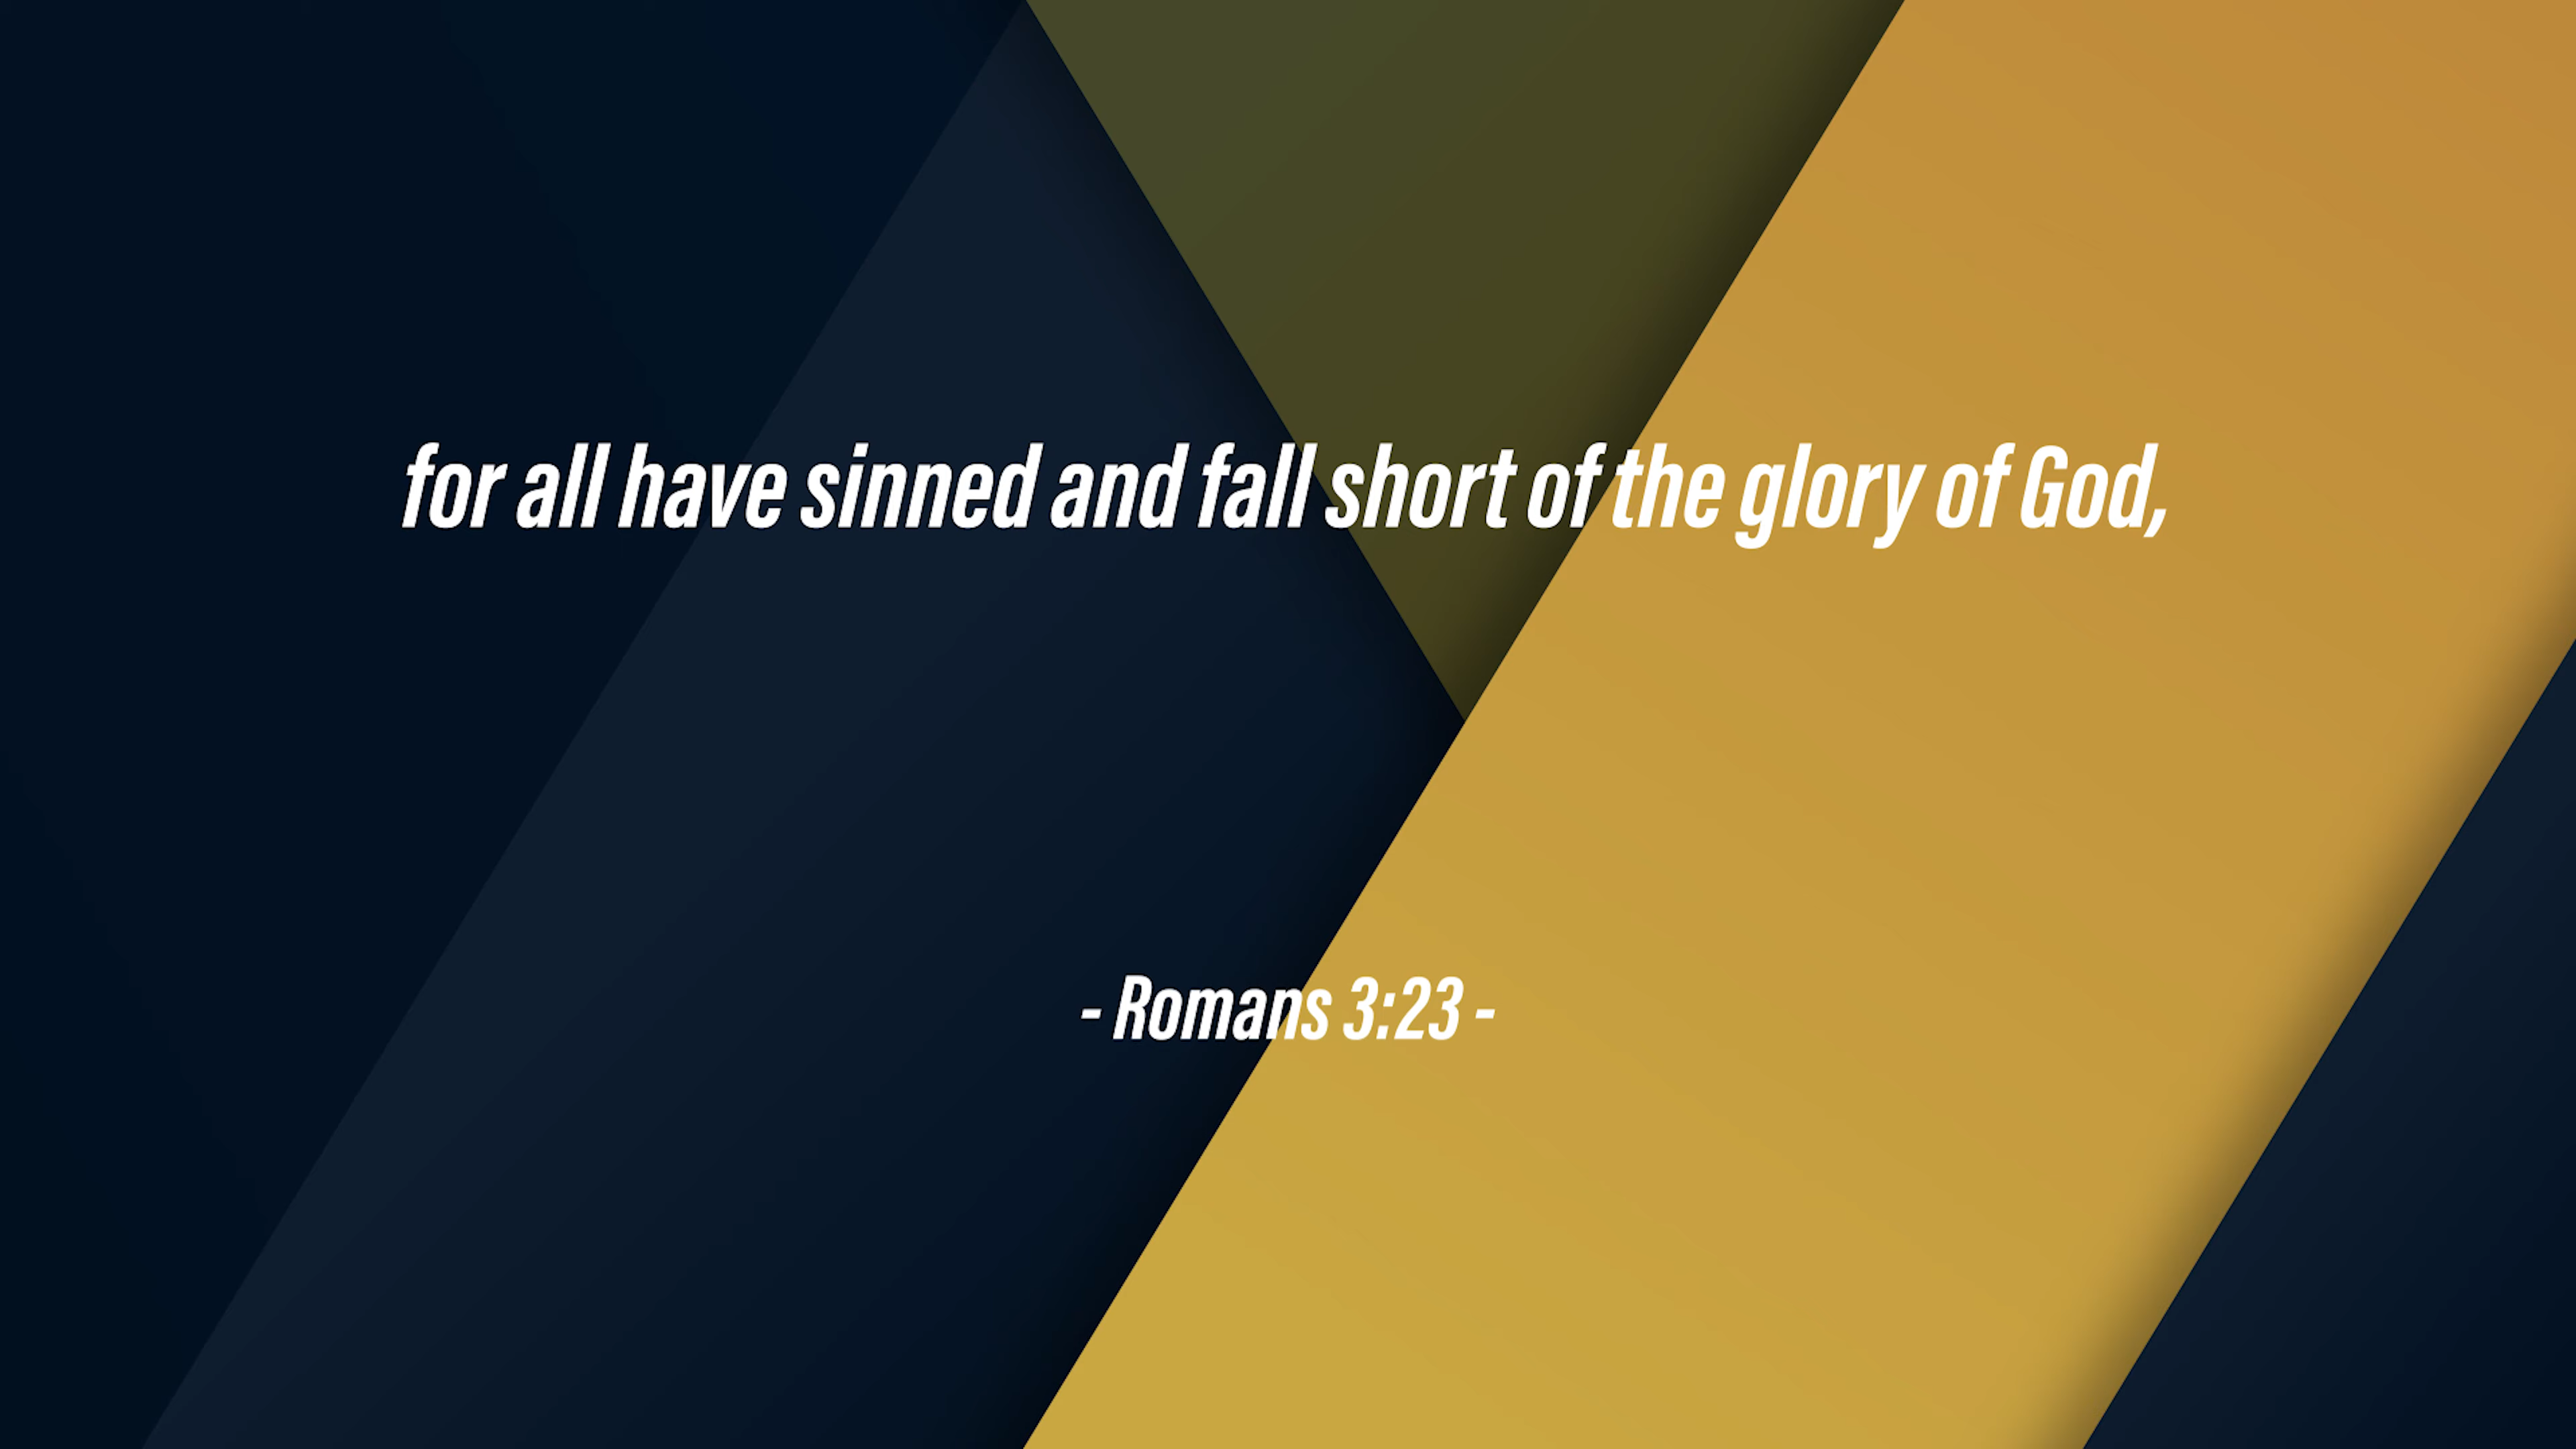 for all have sinned and fall short of the glory of God,
- Romans 3:23 -